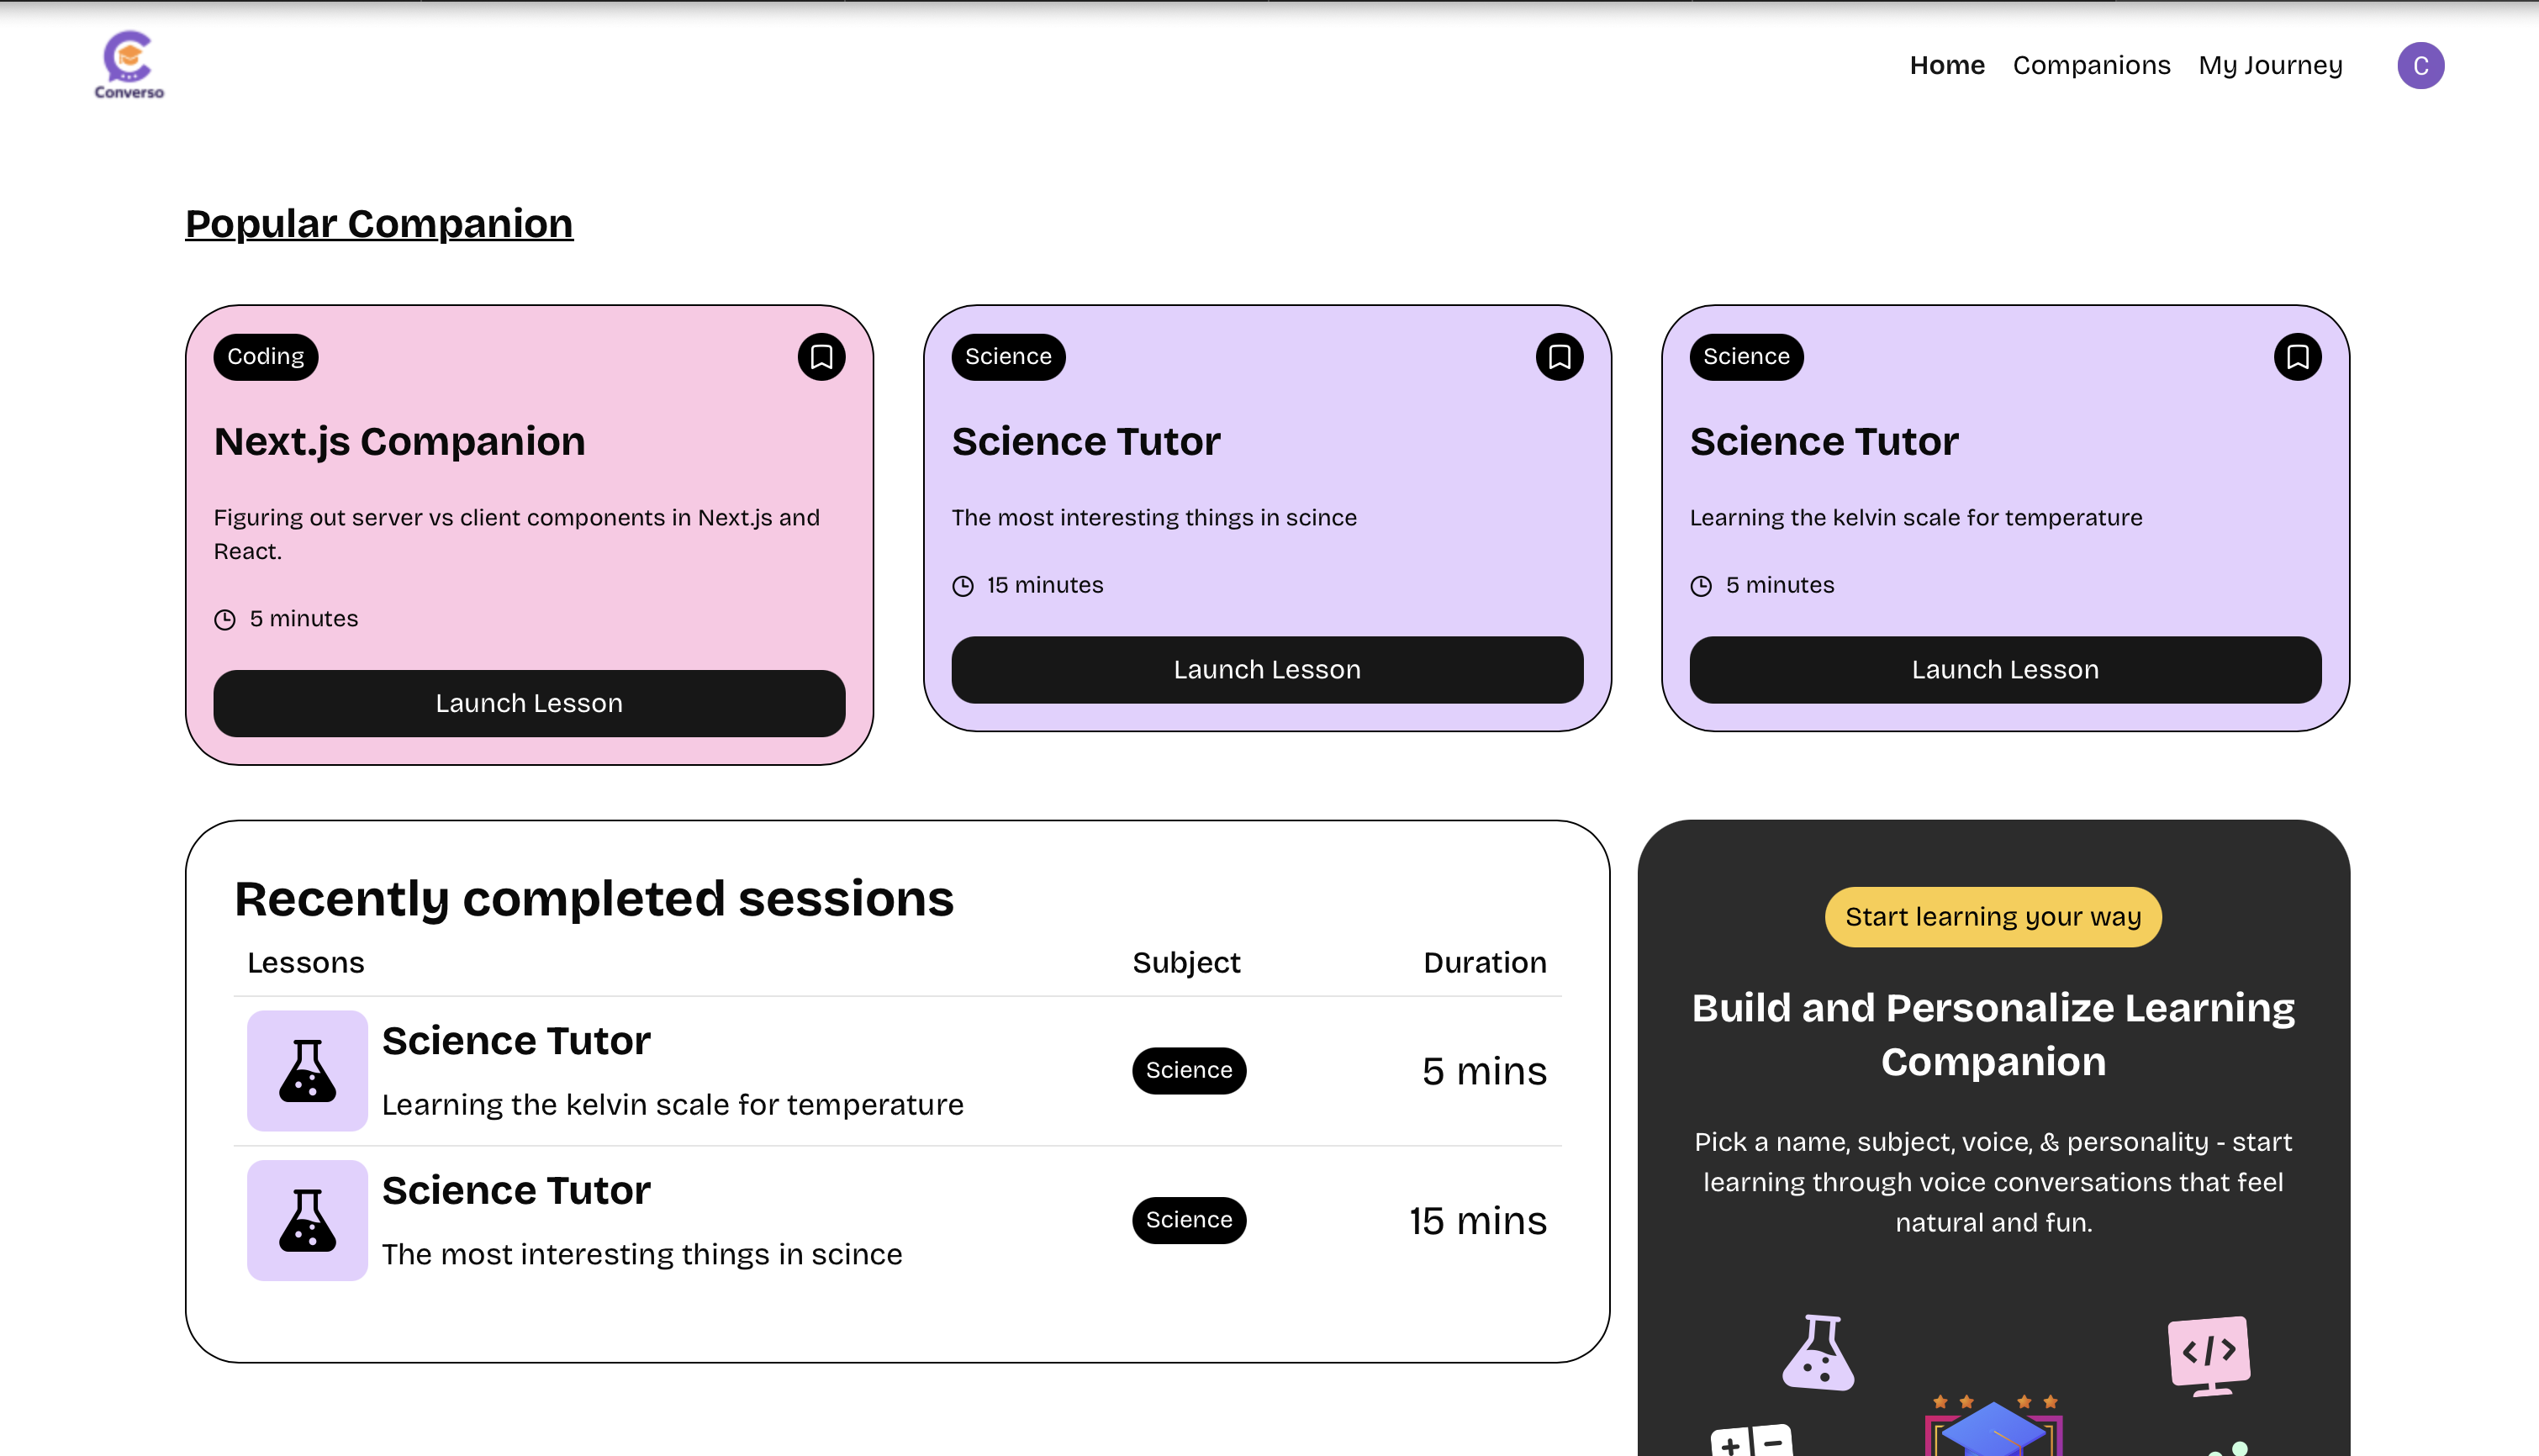 Converso
Home Companions My Journey C
Popular Companion
Coding
Next.js Companion
Figuring out server vs client components in Next.js and
React.
5 minutes
Launch Lesson
Science
Science Tutor
The most interesting things in scince
15 minutes
Launch Lesson
Science
Science Tutor
Learning the kelvin scale for temperature
5 minutes
Launch Lesson
Recently completed sessions
Lessons Subject Duration
Science Tutor
Learning the kelvin scale for temperature
Science
5 mins
Science Tutor
The most interesting things in scince
Science
15 mins
Start learning your way
Build and Personalize Learning
Companion
Pick a name, subject, voice, & personality - start
learning through voice conversations that feel
natural and fun.